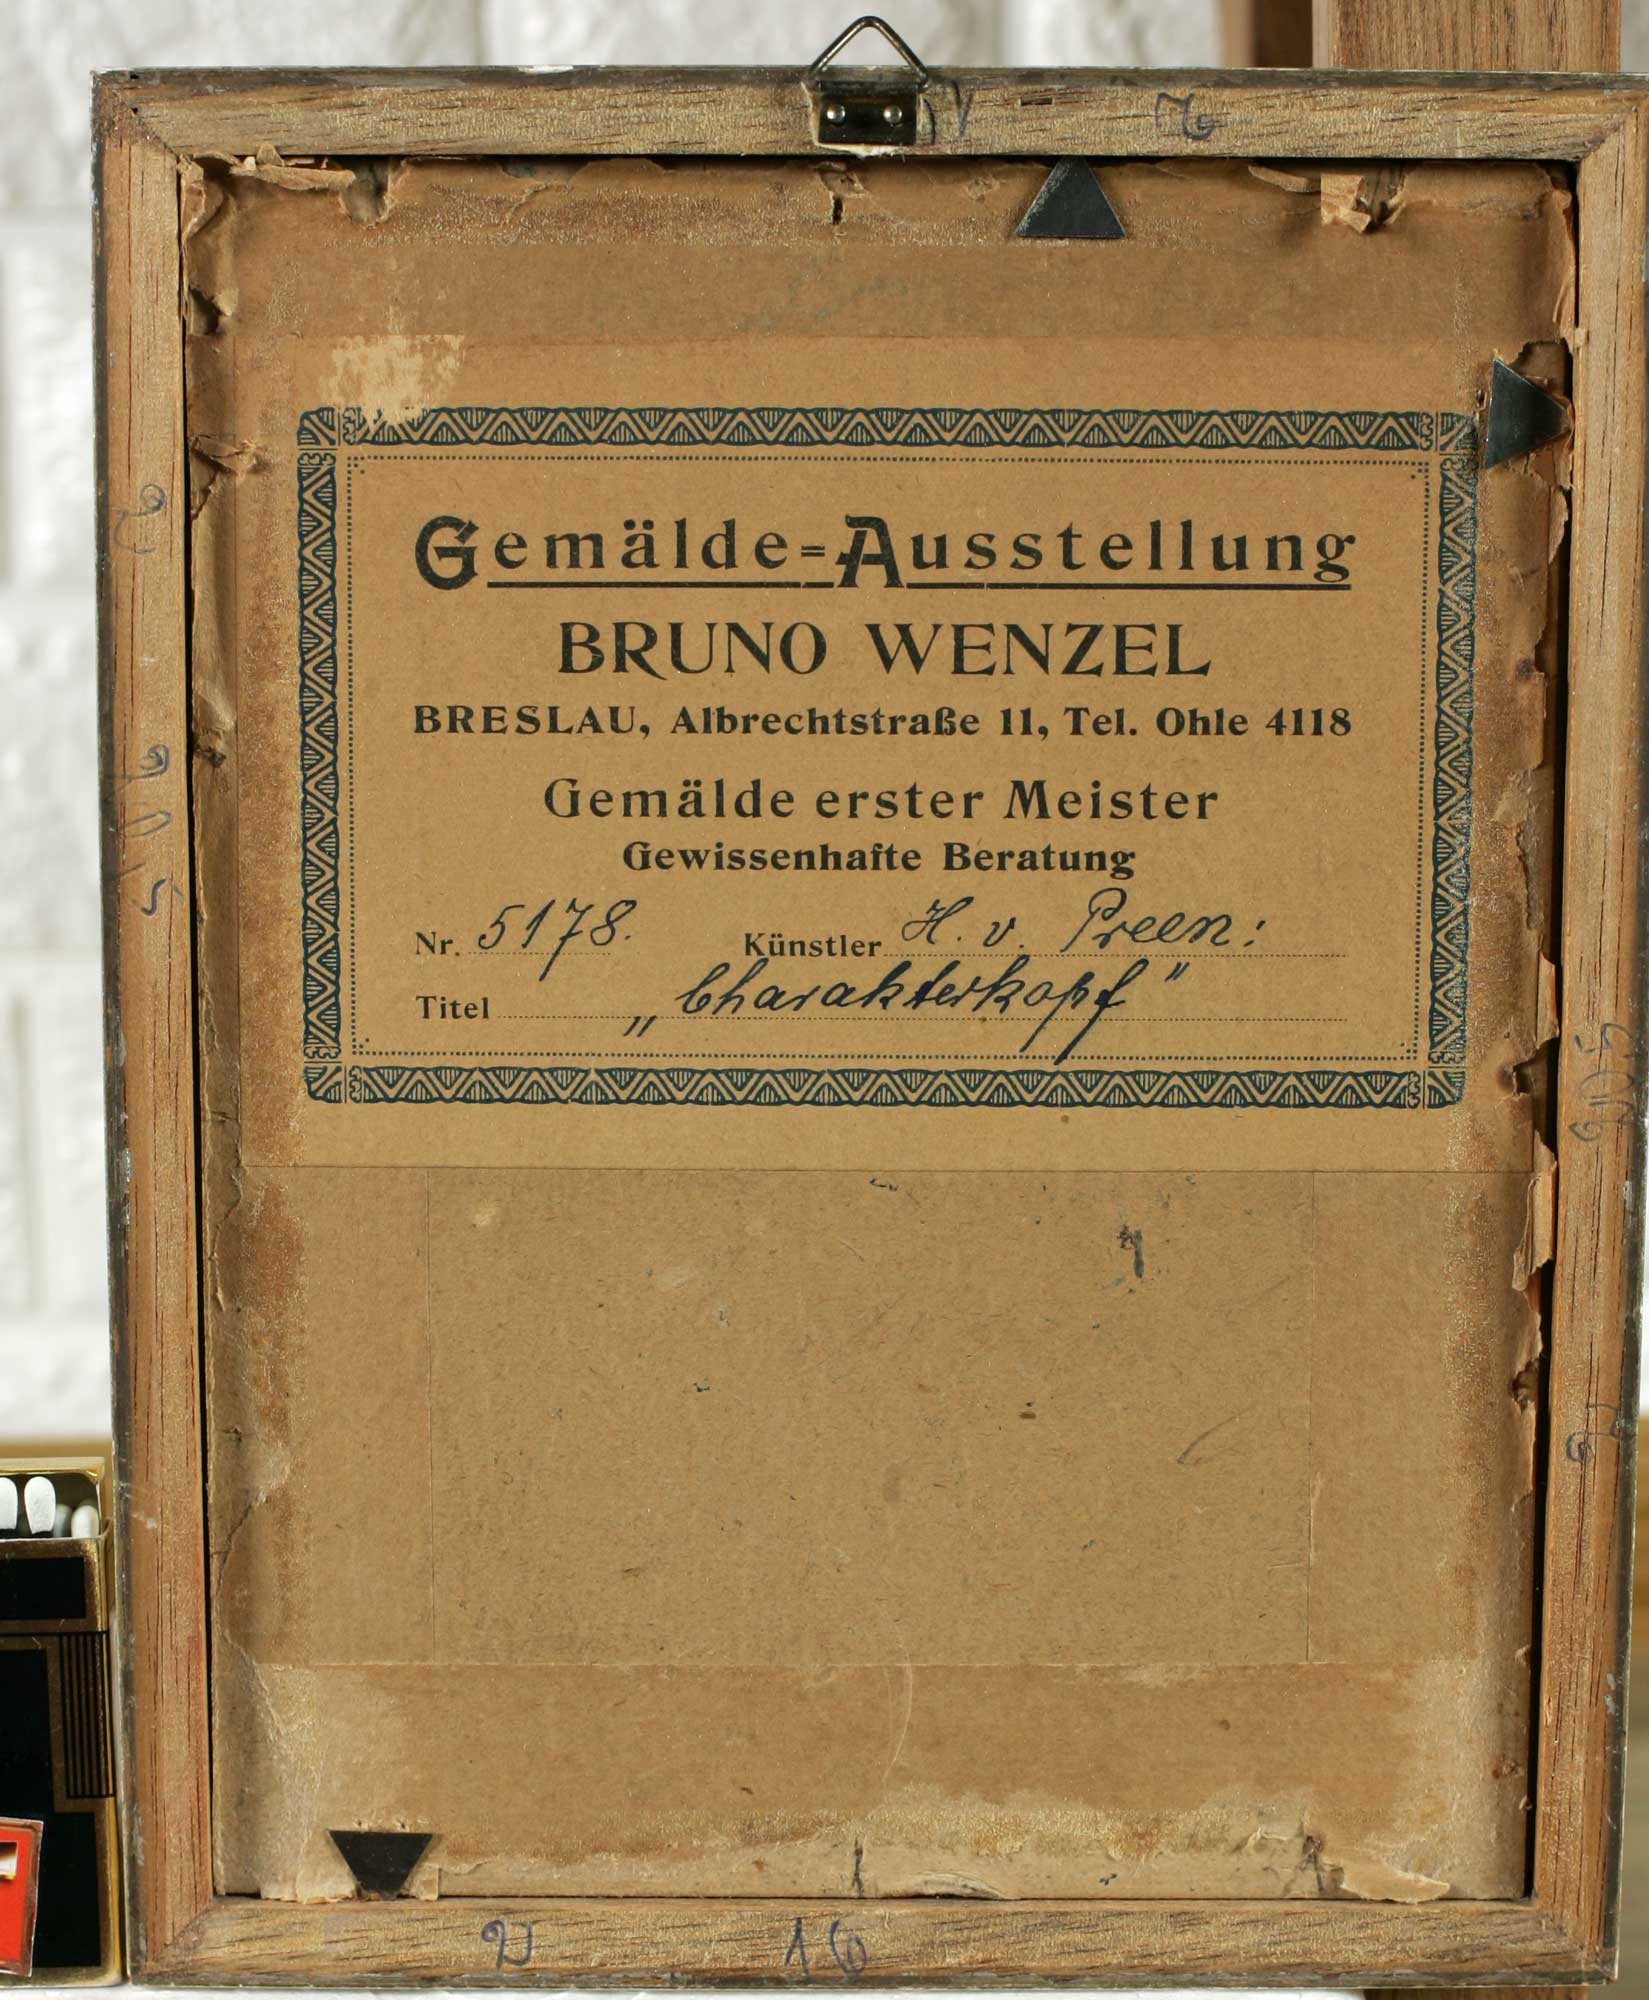 Gemälde=Ausstellung
BRUNO WENZEL
BRESLAU, Albrechtstraße 11, Tel. Ohle 4118
Gemälde erster Meister
Gewissenhafte Beratung
Nr. 5178. Künstler H. v. Preen:
Titel „Charakterkopf"
16